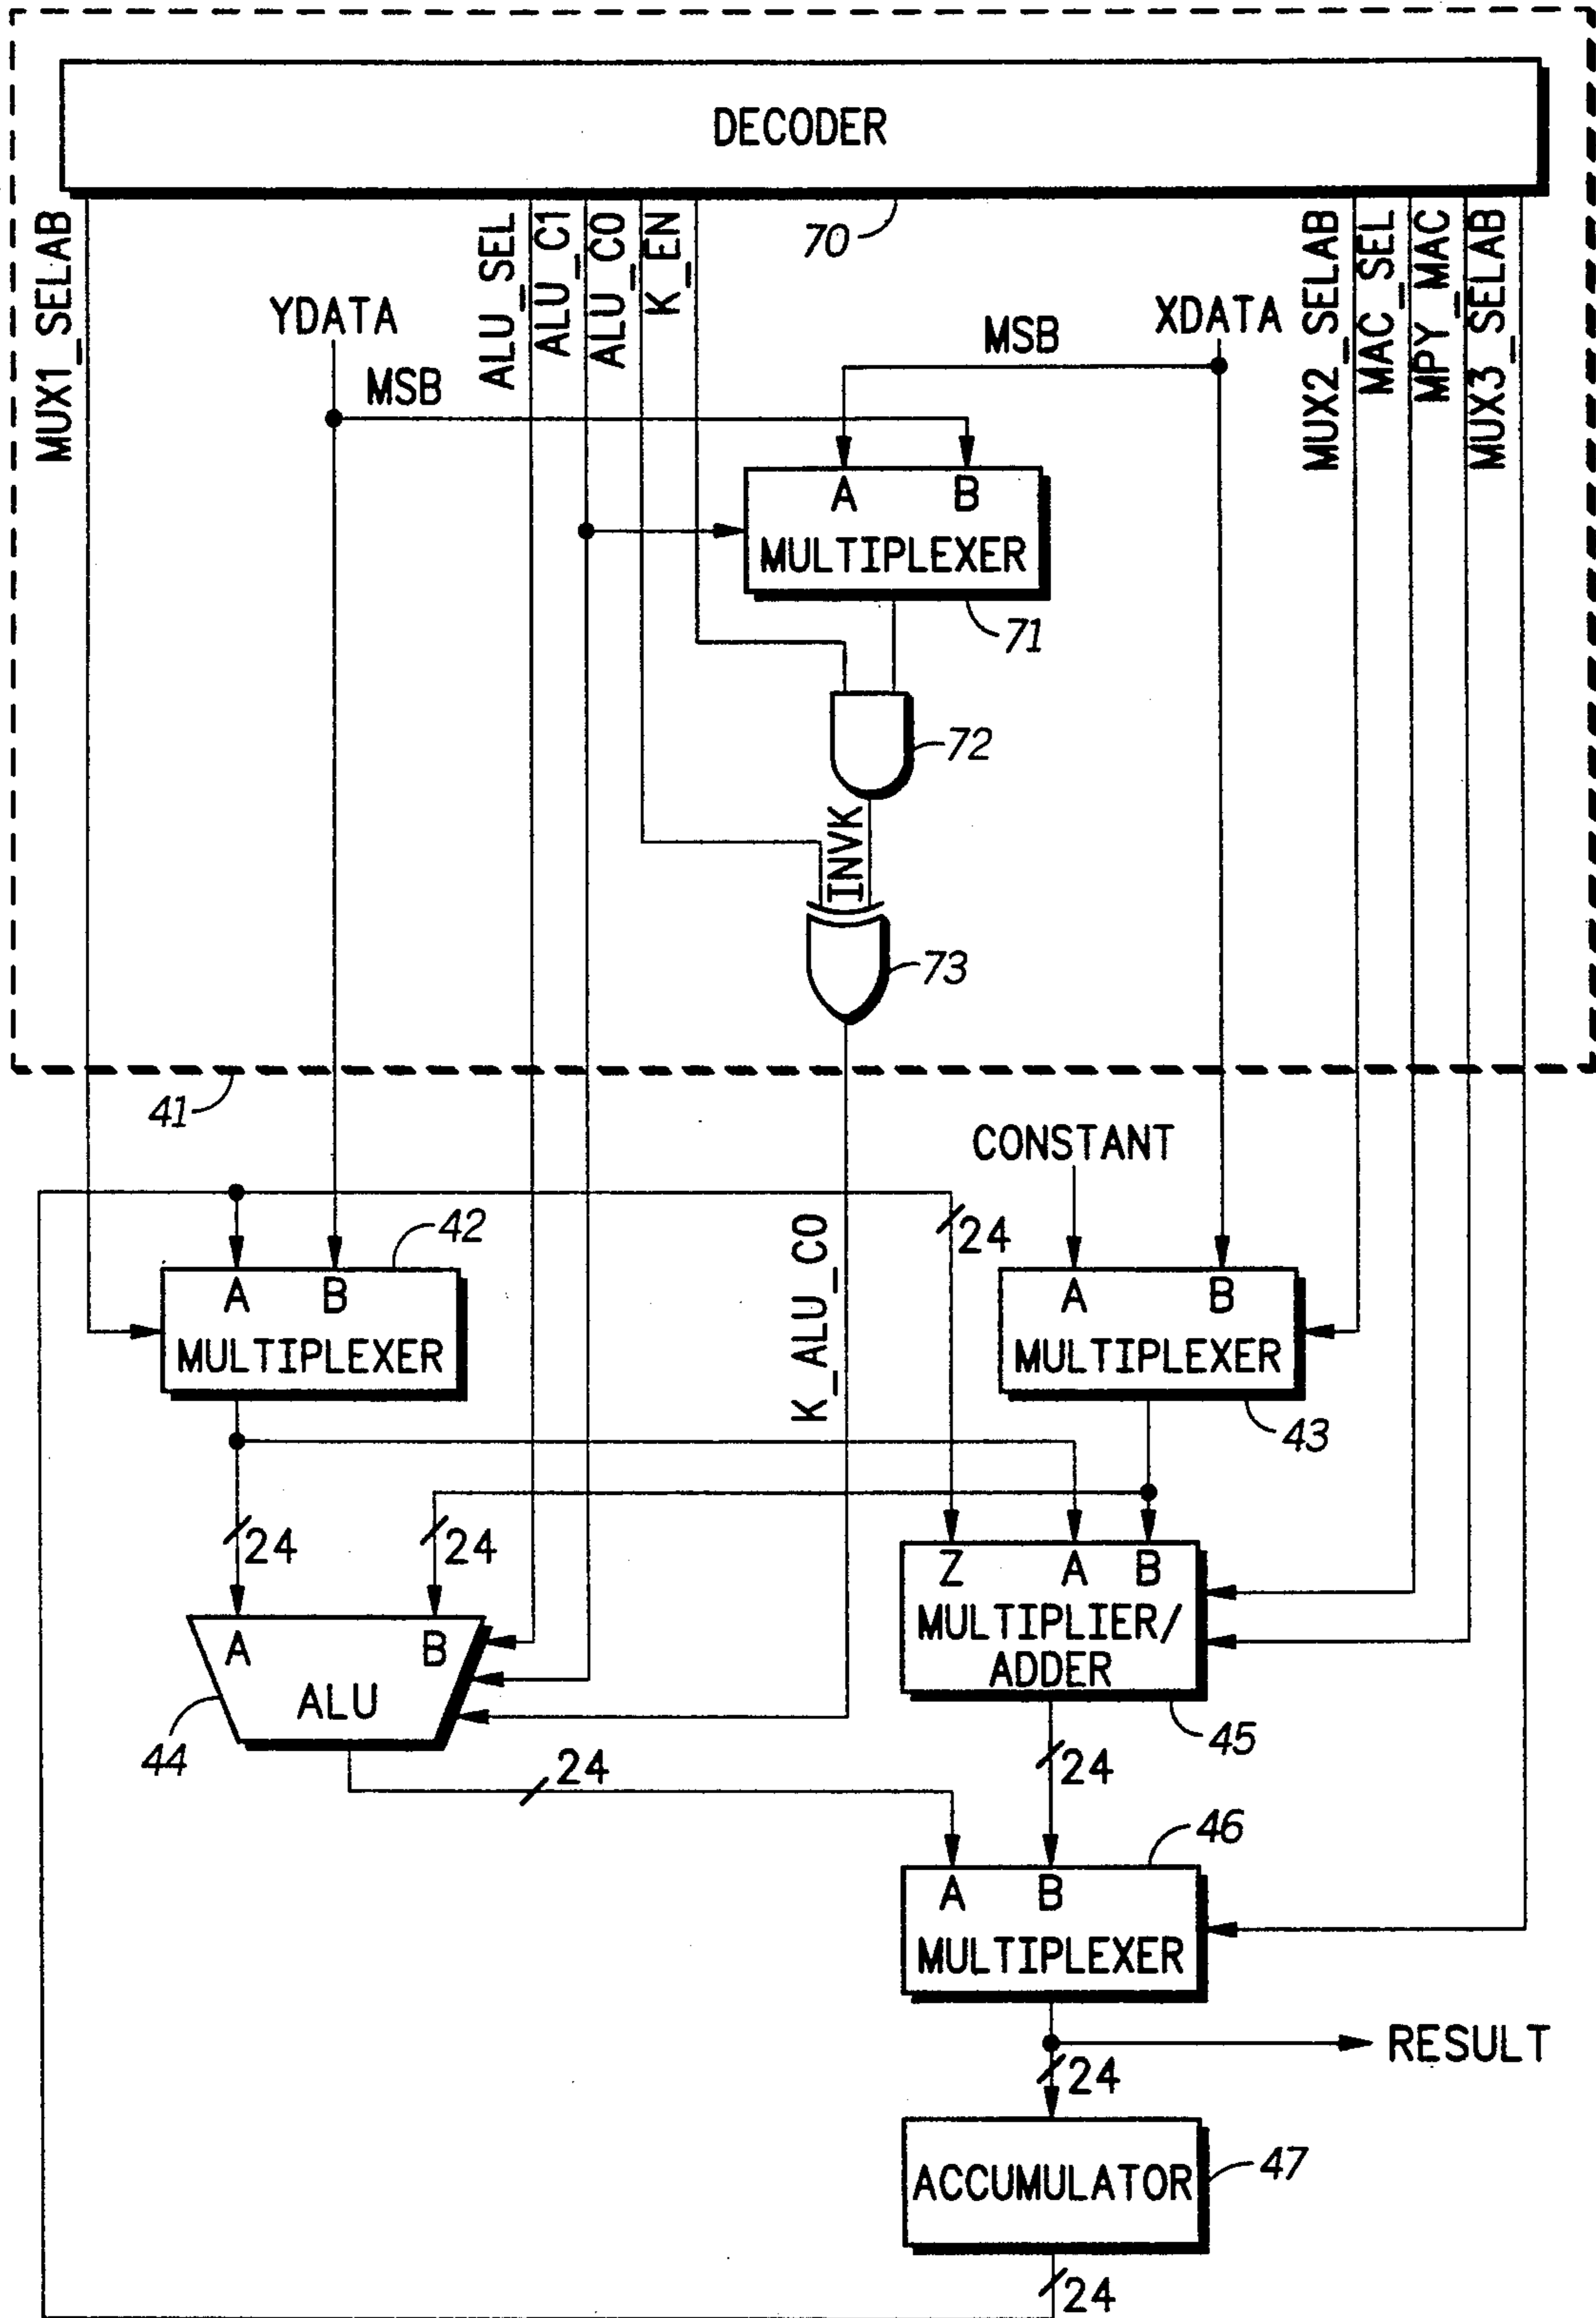 DECODER
70
MUX1_SELAB
ALU_SEL
ALU_C1
ALU_C0
K_EN
MUX2_SELAB
MAC_SEL
MPY_MAC
MUX3_SELAB
YDATA
XDATA
MSB
MSB
A B
MULTIPLEXER
71
72
INVK
73
41
CONSTANT
24
42
A B
MULTIPLEXER
K_ALU_C0
A B
MULTIPLEXER
43
24
24
Z A B
MULTIPLIER/
ADDER
45
A B
ALU
44
24
24
46
A B
MULTIPLEXER
RESULT
24
ACCUMULATOR
47
24